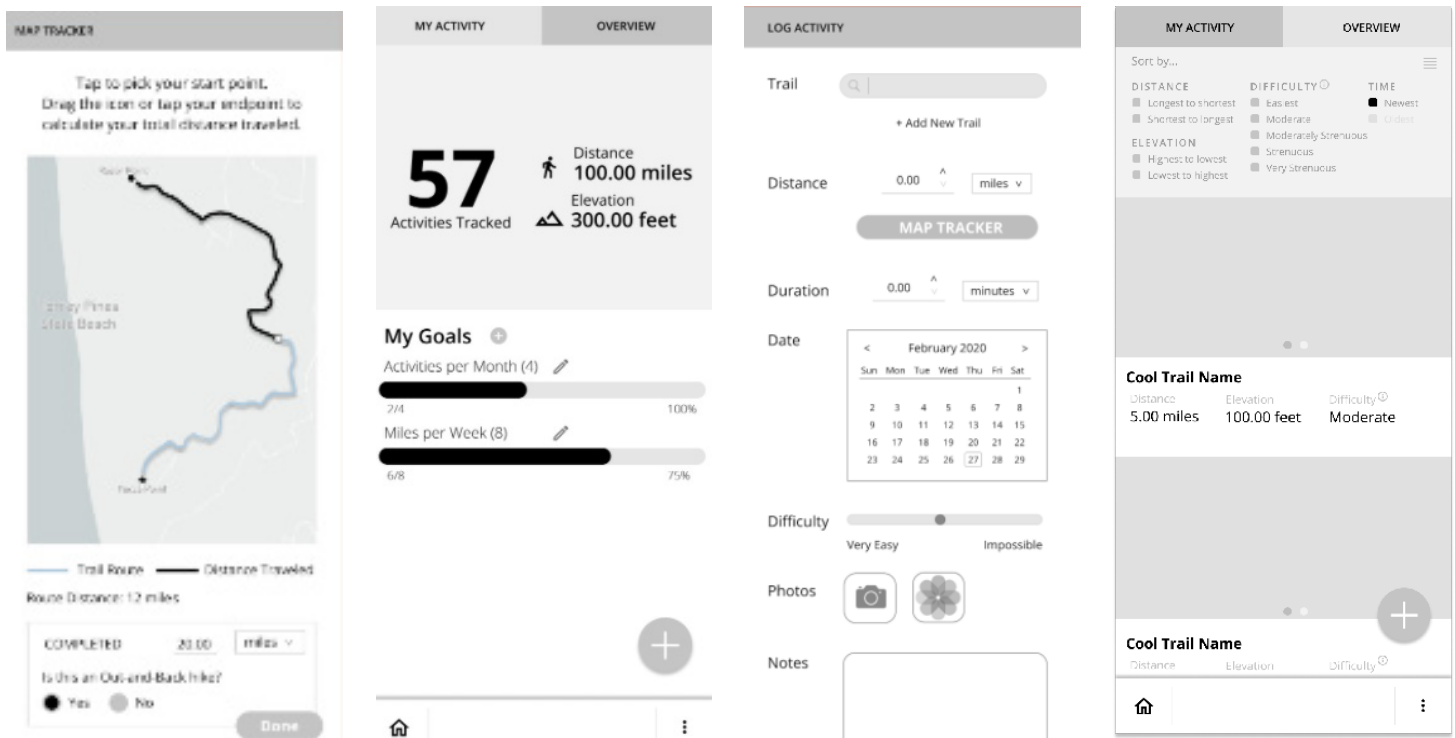 MAP TRACKER
Tap to pick your start point.
Drag the icon or tap your endpoint to
calculate your total distance traveled.
Razor Point
Torrey Pines
State Beach
Trail Route
Distance Traveled
Route Distance: 12 miles
COMPLETED 20.00 miles v
Is this an Out-and-Back hike?
Yes No
Done
MY ACTIVITY OVERVIEW
57
Activities Tracked
Distance
100.00 miles
Elevation
300.00 feet
My Goals
Activities per Month (4)
2/4 100%
Miles per Week (8)
6/8 75%
LOG ACTIVITY
Trail
+ Add New Trail
Distance 0.00 miles v
MAP TRACKER
Duration 0.00 minutes v
Date
< February 2020 >
Sun Mon Tue Wed Thu Fri Sat
1
2 3 4 5 6 7 8
9 10 11 12 13 14 15
16 17 18 19 20 21 22
23 24 25 26 27 28 29
Difficulty
Very Easy Impossible
Photos
Notes
MY ACTIVITY OVERVIEW
Sort by...
DISTANCE
Longest to shortest
Shortest to longest
ELEVATION
Highest to lowest
Lowest to highest
DIFFICULTY
Easiest
Moderate
Moderately Strenuous
Strenuous
Very Strenuous
TIME
Newest
Oldest
Cool Trail Name
Distance Elevation Difficulty
5.00 miles 100.00 feet Moderate
Cool Trail Name
Distance Elevation Difficulty